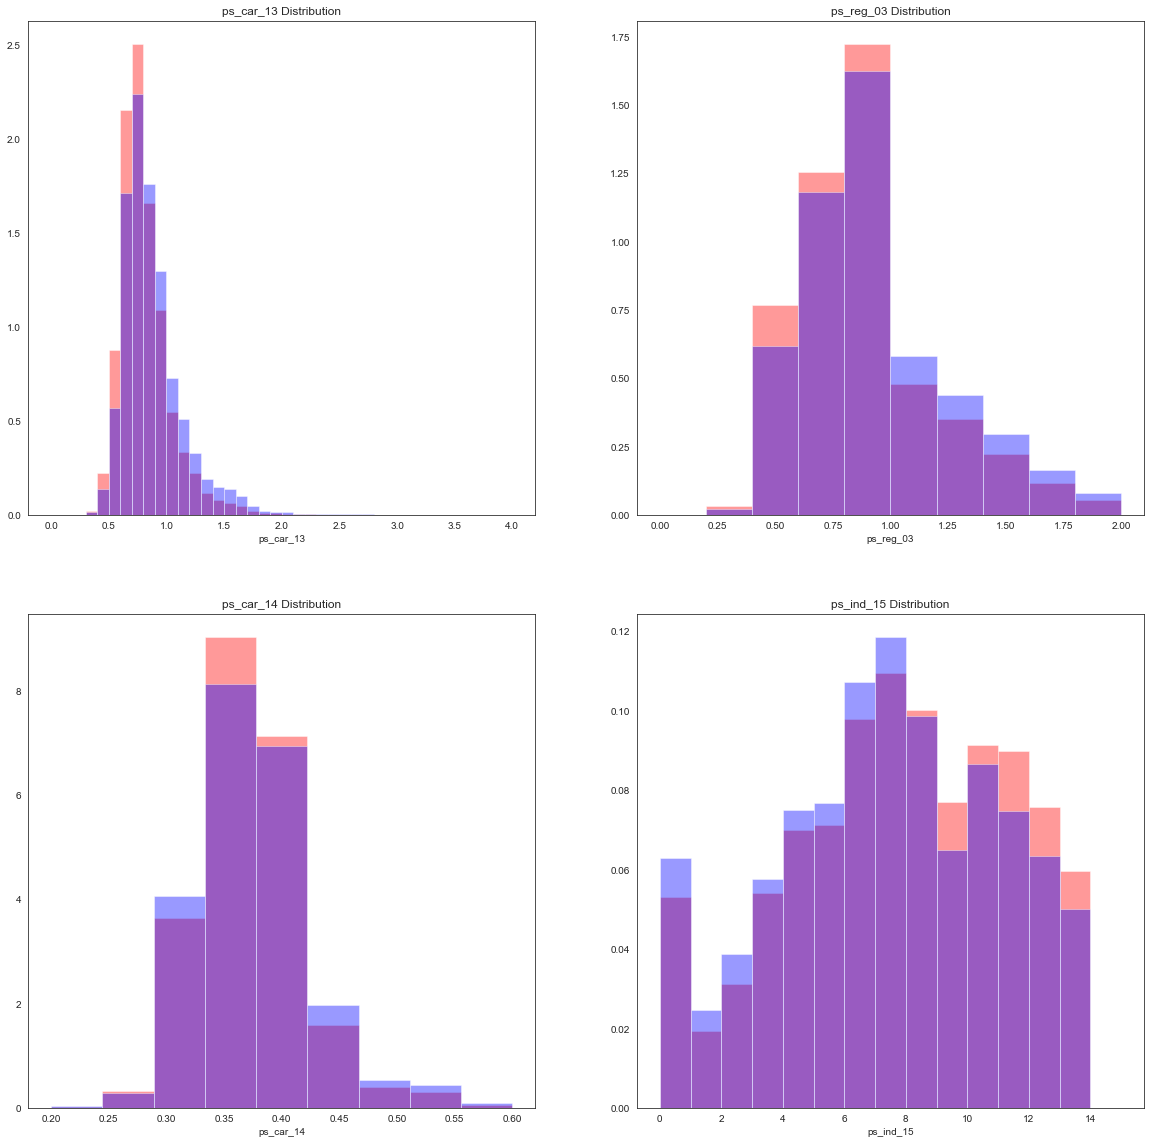 ps_car_13 Distribution
2.5
2.0
1.5
1.0
0.5
0.0
0.0 0.5 1.0 1.5 2.0 2.5 3.0 3.5 4.0
ps_car_13
ps_reg_03 Distribution
1.75
1.50
1.25
1.00
0.75
0.50
0.25
0.00
0.00 0.25 0.50 0.75 1.00 1.25 1.50 1.75 2.00
ps_reg_03
ps_car_14 Distribution
8
6
4
2
0
0.20 0.25 0.30 0.35 0.40 0.45 0.50 0.55 0.60
ps_car_14
ps_ind_15 Distribution
0.12
0.10
0.08
0.06
0.04
0.02
0.00
0 2 4 6 8 10 12 14
ps_ind_15